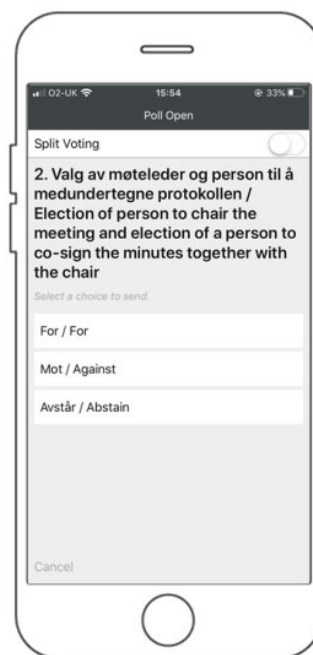 O2-UK 15:54 33%
Poll Open
Split Voting
2. Valg av møteleder og person til å
medundertegne protokollen /
Election of person to chair the
meeting and election of a person to
co-sign the minutes together with
the chair
Select a choice to send.
For / For
Mot / Against
Avstår / Abstain
Cancel